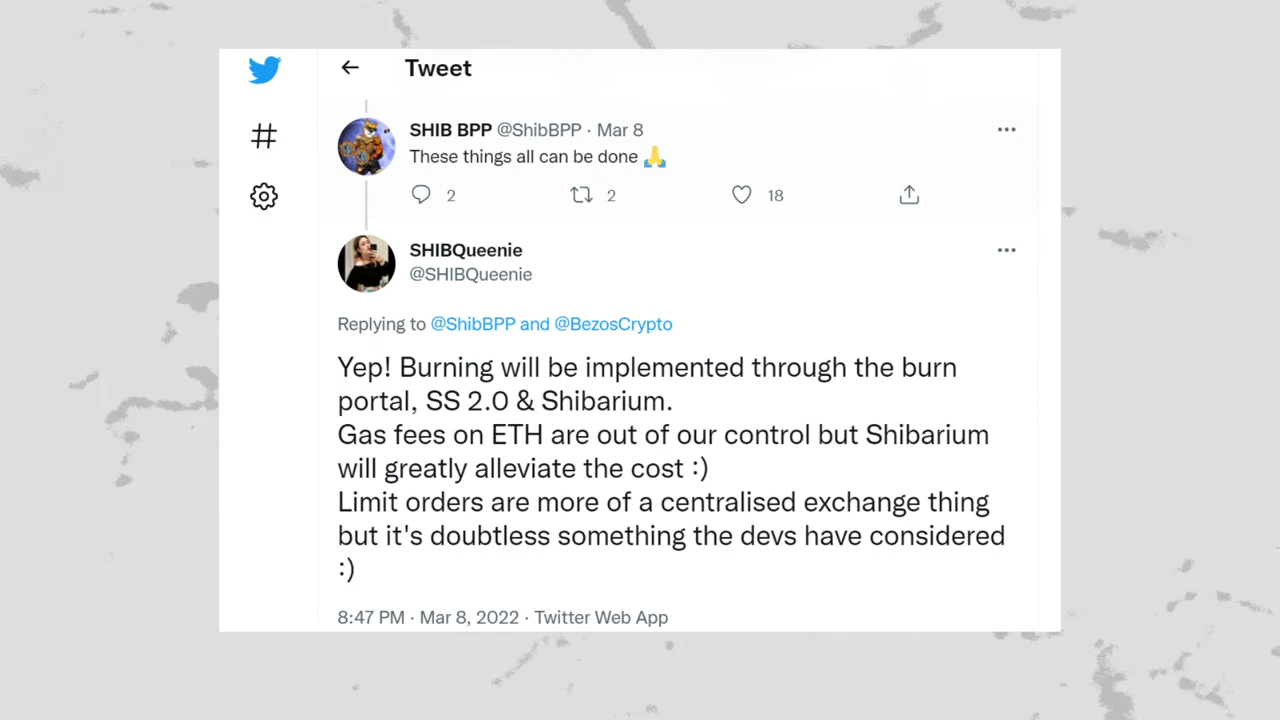 Tweet
SHIB BPP @ShibBPP · Mar 8
These things all can be done 🙏
2 2 18
SHIBQueenie
@SHIBQueenie
Replying to @ShibBPP and @BezosCrypto
Yep! Burning will be implemented through the burn
portal, SS 2.0 & Shibarium.
Gas fees on ETH are out of our control but Shibarium
will greatly alleviate the cost :)
Limit orders are more of a centralised exchange thing
but it's doubtless something the devs have considered
:)
8:47 PM · Mar 8, 2022 · Twitter Web App